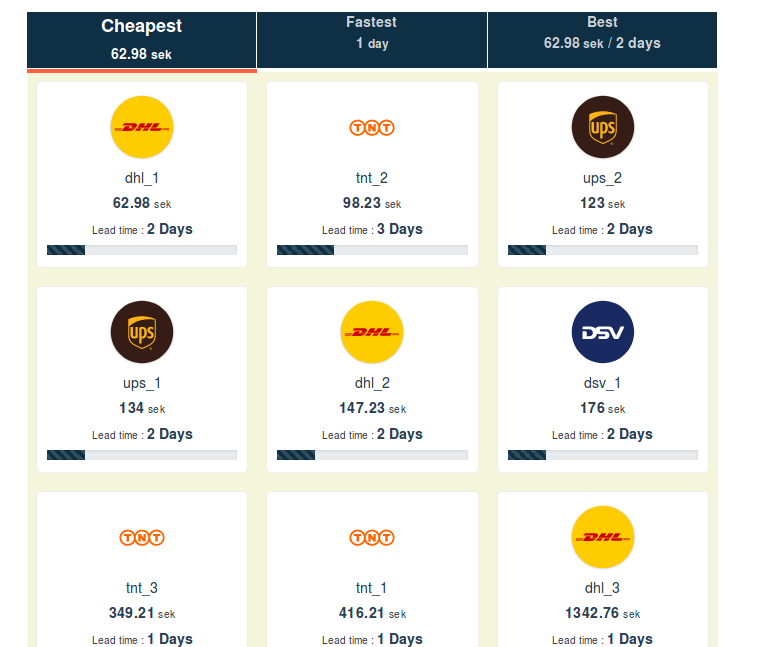 Cheapest
62.98 sek
Fastest
1 day
Best
62.98 sek / 2 days
DHL
dhl_1
62.98 sek
Lead time : 2 Days
TNT
tnt_2
98.23 sek
Lead time : 3 Days
ups
ups_2
123 sek
Lead time : 2 Days
ups
ups_1
134 sek
Lead time : 2 Days
DHL
dhl_2
147.23 sek
Lead time : 2 Days
DSV
dsv_1
176 sek
Lead time : 2 Days
TNT
tnt_3
349.21 sek
Lead time : 1 Days
TNT
tnt_1
416.21 sek
Lead time : 1 Days
DHL
dhl_3
1342.76 sek
Lead time : 1 Days